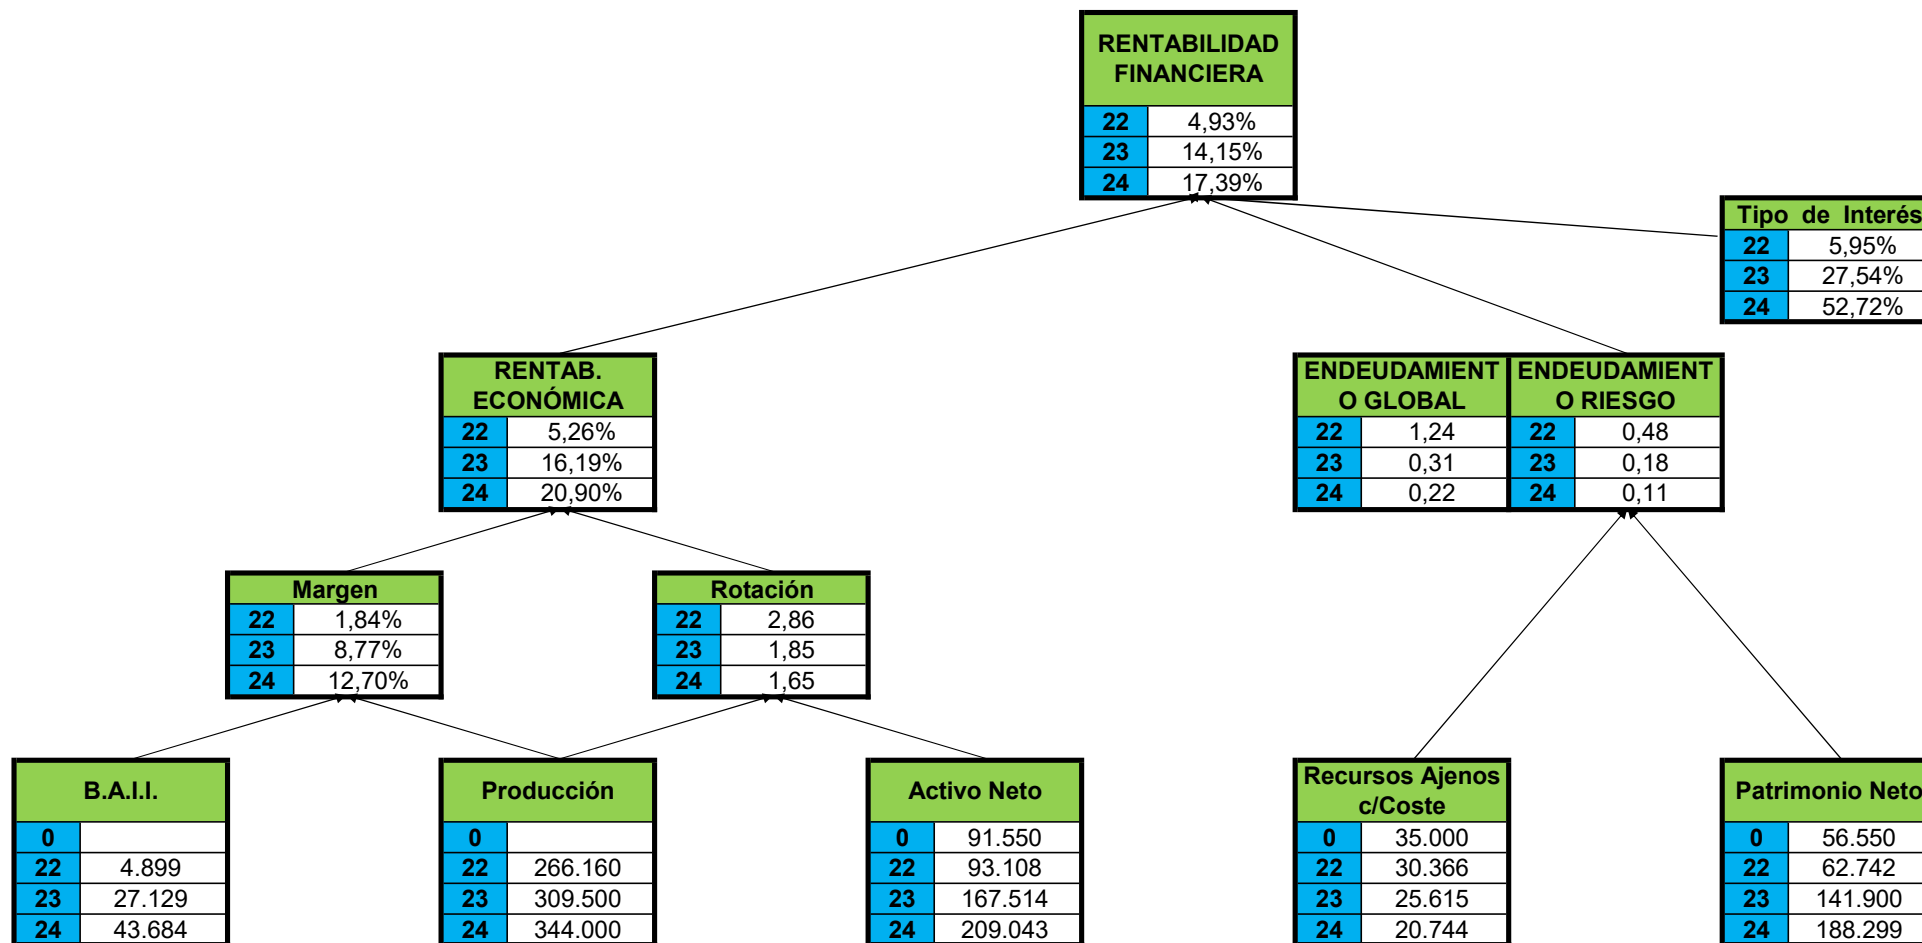 RENTABILIDAD
FINANCIERA
22 4,93%
23 14,15%
24 17,39%
Tipo de Interés
22 5,95%
23 27,54%
24 52,72%
RENTAB.
ECONÓMICA
22 5,26%
23 16,19%
24 20,90%
ENDEUDAMIENT
O GLOBAL
22 1,24
23 0,31
24 0,22
ENDEUDAMIENT
O RIESGO
22 0,48
23 0,18
24 0,11
Margen
22 1,84%
23 8,77%
24 12,70%
Rotación
22 2,86
23 1,85
24 1,65
B.A.I.I.
0
22 4.899
23 27.129
24 43.684
Producción
0
22 266.160
23 309.500
24 344.000
Activo Neto
0 91.550
22 93.108
23 167.514
24 209.043
Recursos Ajenos
c/Coste
0 35.000
22 30.366
23 25.615
24 20.744
Patrimonio Neto
0 56.550
22 62.742
23 141.900
24 188.299